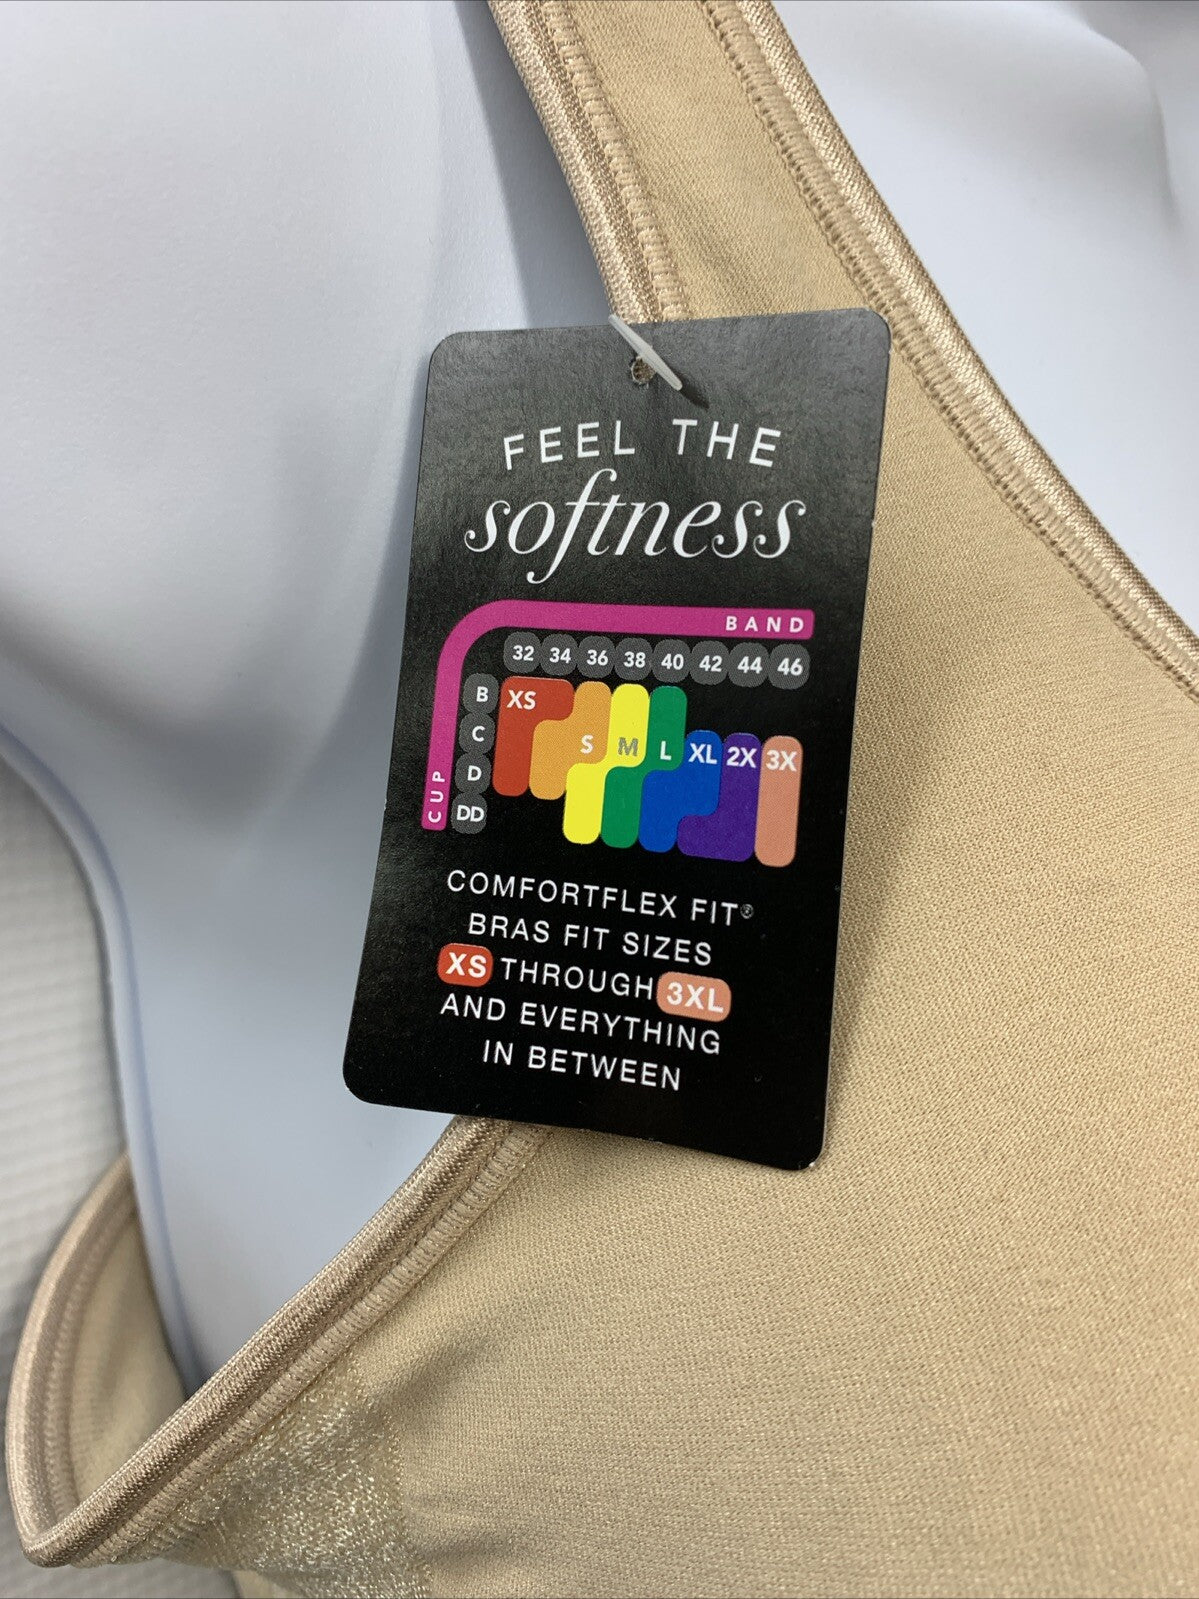 FEEL THE
softness
BAND
32 34 36 38 40 42 44 46
CUP
B XS
C S M L XL 2X 3X
D
DD
COMFORTFLEX FIT®
BRAS FIT SIZES
XS THROUGH 3XL
AND EVERYTHING
IN BETWEEN